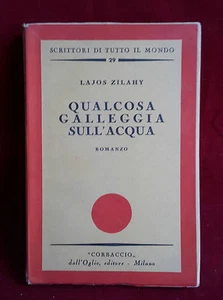 SCRITTORI DI TUTTO IL MONDO
29
LAJOS ZILAHY
QUALCOSA
GALLEGGIA
SULL'ACQUA
ROMANZO
"CORBACCIO„
dall'Oglio, editore - Milano